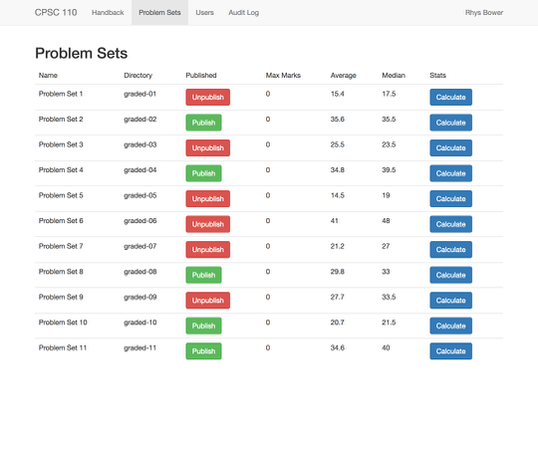 CPSC 110 Handback Problem Sets Users Audit Log Rhys Bower
Problem Sets
Name Directory Published Max Marks Average Median Stats
Problem Set 1 graded-01 Unpublish 0 15.4 17.5 Calculate
Problem Set 2 graded-02 Publish 0 35.6 35.5 Calculate
Problem Set 3 graded-03 Unpublish 0 25.5 23.5 Calculate
Problem Set 4 graded-04 Publish 0 34.8 39.5 Calculate
Problem Set 5 graded-05 Unpublish 0 14.5 19 Calculate
Problem Set 6 graded-06 Unpublish 0 41 48 Calculate
Problem Set 7 graded-07 Unpublish 0 21.2 27 Calculate
Problem Set 8 graded-08 Publish 0 29.8 33 Calculate
Problem Set 9 graded-09 Unpublish 0 27.7 33.5 Calculate
Problem Set 10 graded-10 Publish 0 20.7 21.5 Calculate
Problem Set 11 graded-11 Publish 0 34.6 40 Calculate